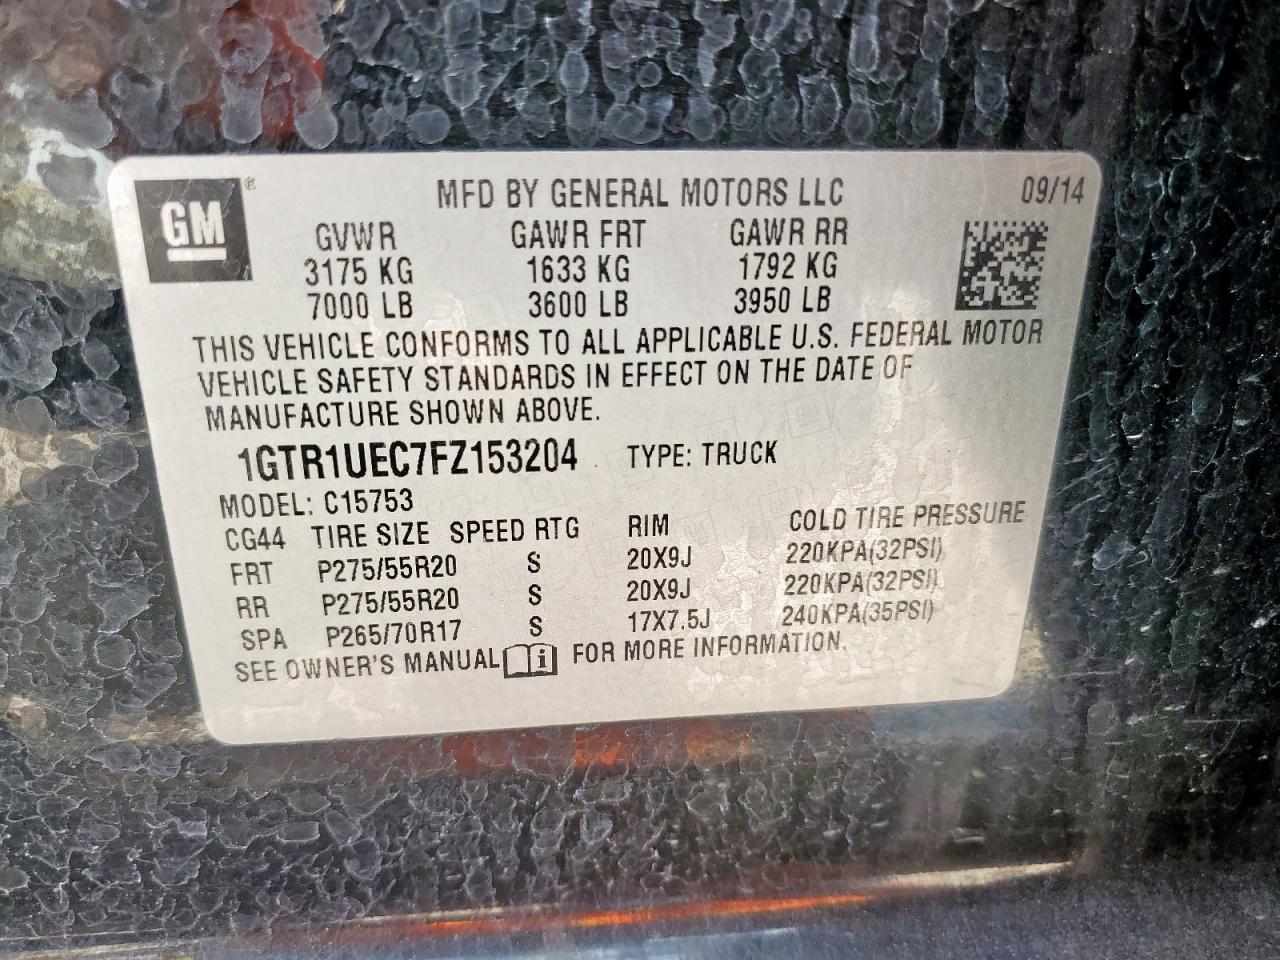 GM® MFD BY GENERAL MOTORS LLC 09/14
GVWR GAWR FRT GAWR RR
3175 KG 1633 KG 1792 KG
7000 LB 3600 LB 3950 LB
THIS VEHICLE CONFORMS TO ALL APPLICABLE U.S. FEDERAL MOTOR
VEHICLE SAFETY STANDARDS IN EFFECT ON THE DATE OF
MANUFACTURE SHOWN ABOVE.
1GTR1UEC7FZ153204 TYPE: TRUCK
MODEL: C15753
CG44 TIRE SIZE SPEED RTG RIM COLD TIRE PRESSURE
FRT P275/55R20 S 20X9J 220KPA(32PSI)
RR P275/55R20 S 20X9J 220KPA(32PSI)
SPA P265/70R17 S 17X7.5J 240KPA(35PSI)
SEE OWNER'S MANUAL FOR MORE INFORMATION.